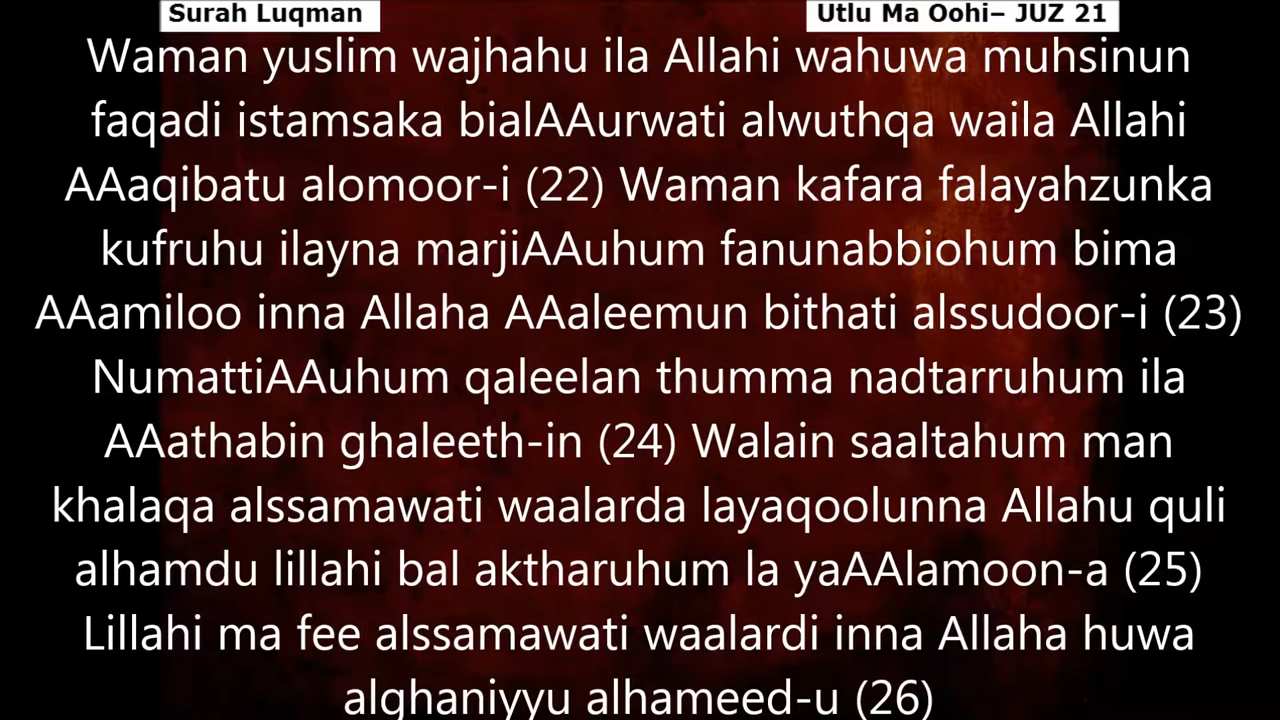 Surah Luqman
Utlu Ma Oohi– JUZ 21
Waman yuslim wajhahu ila Allahi wahuwa muhsinun
faqadi istamsaka bialAAurwati alwuthqa waila Allahi
AAaqibatu alomoor-i (22) Waman kafara falayahzunka
kufruhu ilayna marjiAAuhum fanunabbiohum bima
AAamiloo inna Allaha AAaleemun bithati alssudoor-i (23)
NumattiAAuhum qaleelan thumma nadtarruhum ila
AAathabin ghaleeth-in (24) Walain saaltahum man
khalaqa alssamawati waalarda layaqoolunna Allahu quli
alhamdu lillahi bal aktharuhum la yaAAlamoon-a (25)
Lillahi ma fee alssamawati waalardi inna Allaha huwa
alghaniyyu alhameed-u (26)